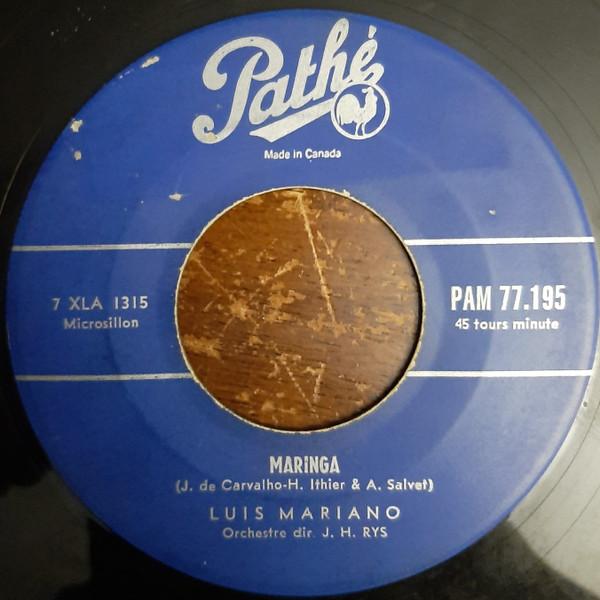 Pathé
Made in Canada
7 XLA 1315
Microsillon
PAM 77.195
45 tours minute
MARiNGA
(J. de Carvalho-H. Ithier & A. Salvet)
LUIS MARIANO
Orchestre dir. J. H. RYS